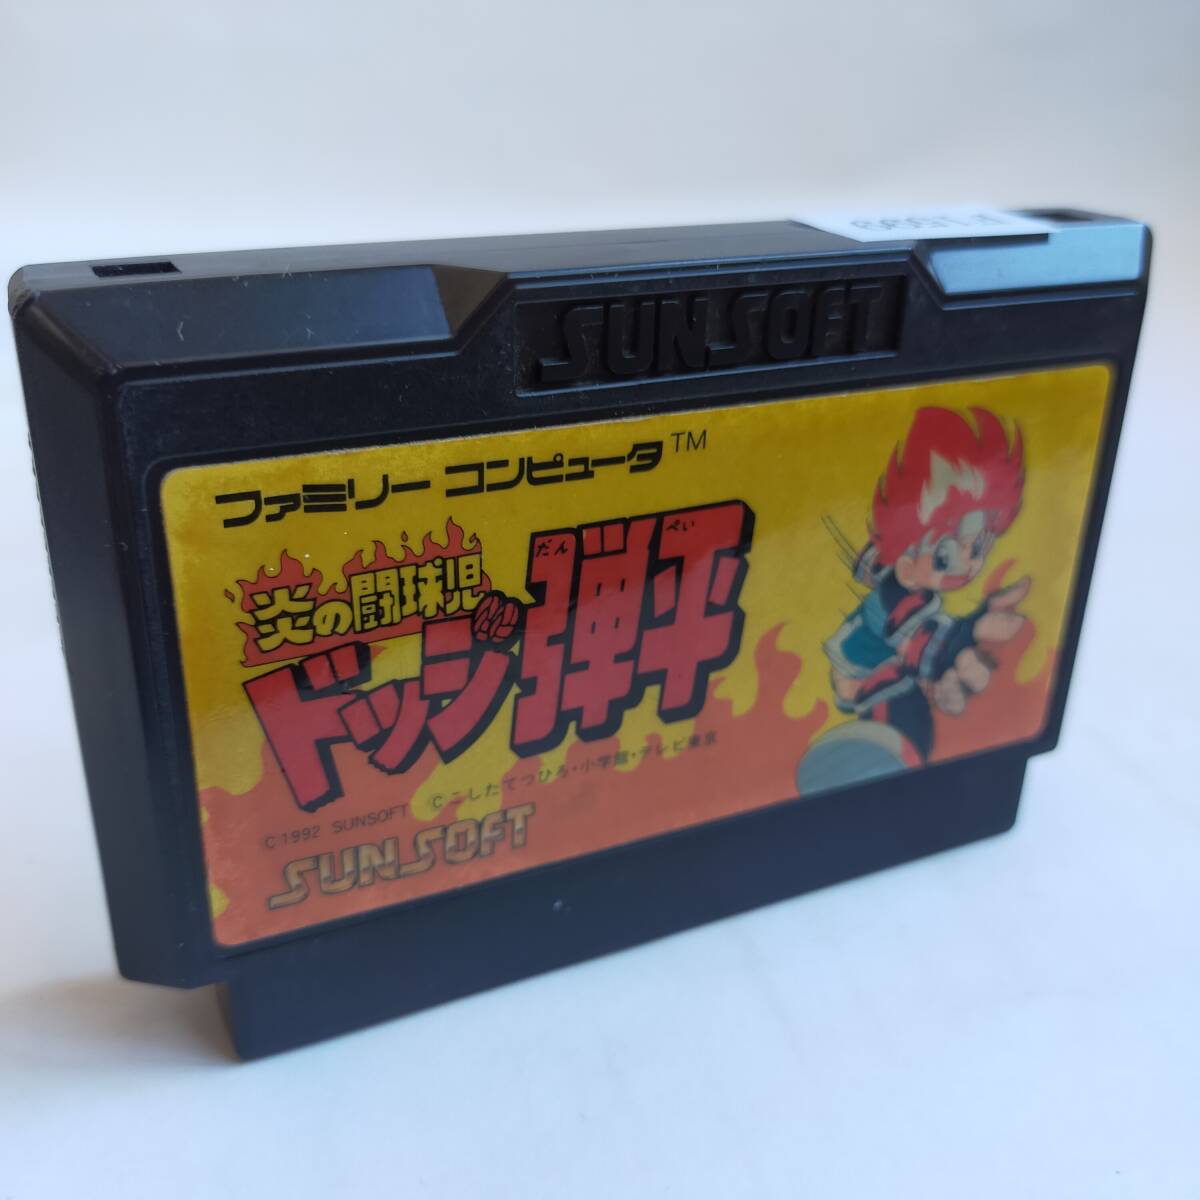 F1599
SUNSOFT
ファミリー コンピュータ™
炎の闘球児
だんぺい
ドッジ弾平
©こしたてつひろ・小学館・テレビ東京
©1992 SUNSOFT
SUNSOFT